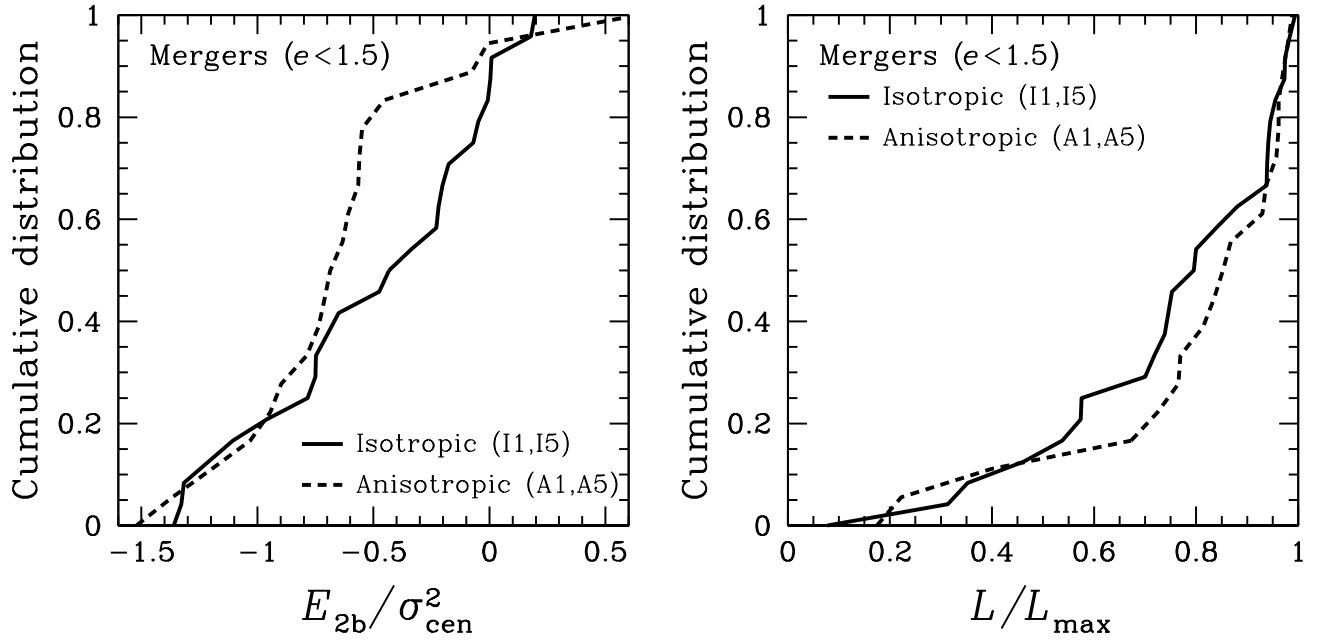 Cumulative distribution
1
0.8
0.6
0.4
0.2
0
Mergers (e<1.5)
Isotropic (I1,I5)
Anisotropic (A1,A5)
−1.5 −1 −0.5 0 0.5
E_2b/σ²_cen
Cumulative distribution
1
0.8
0.6
0.4
0.2
0
Mergers (e<1.5)
Isotropic (I1,I5)
Anisotropic (A1,A5)
0 0.2 0.4 0.6 0.8 1
L/L_max